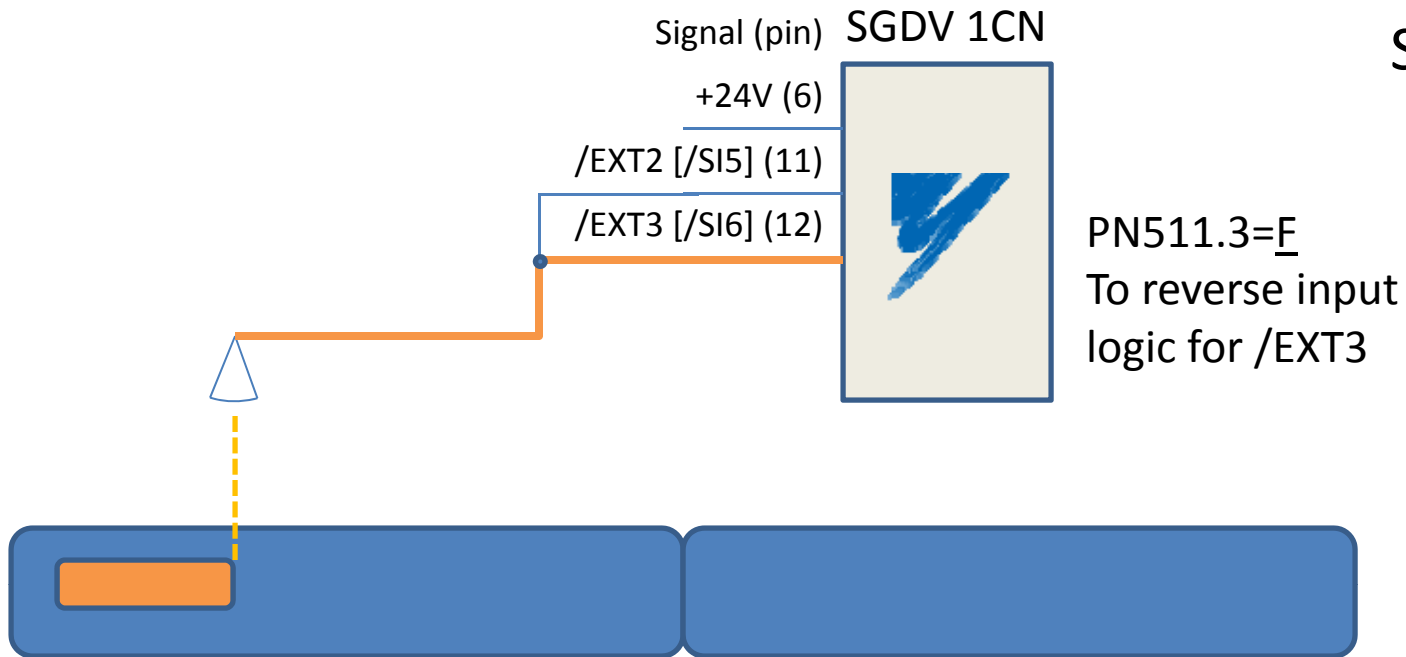 Signal (pin) SGDV 1CN
S
+24V (6)
/EXT2 [/SI5] (11)
/EXT3 [/SI6] (12)
PN511.3=F
To reverse input
logic for /EXT3